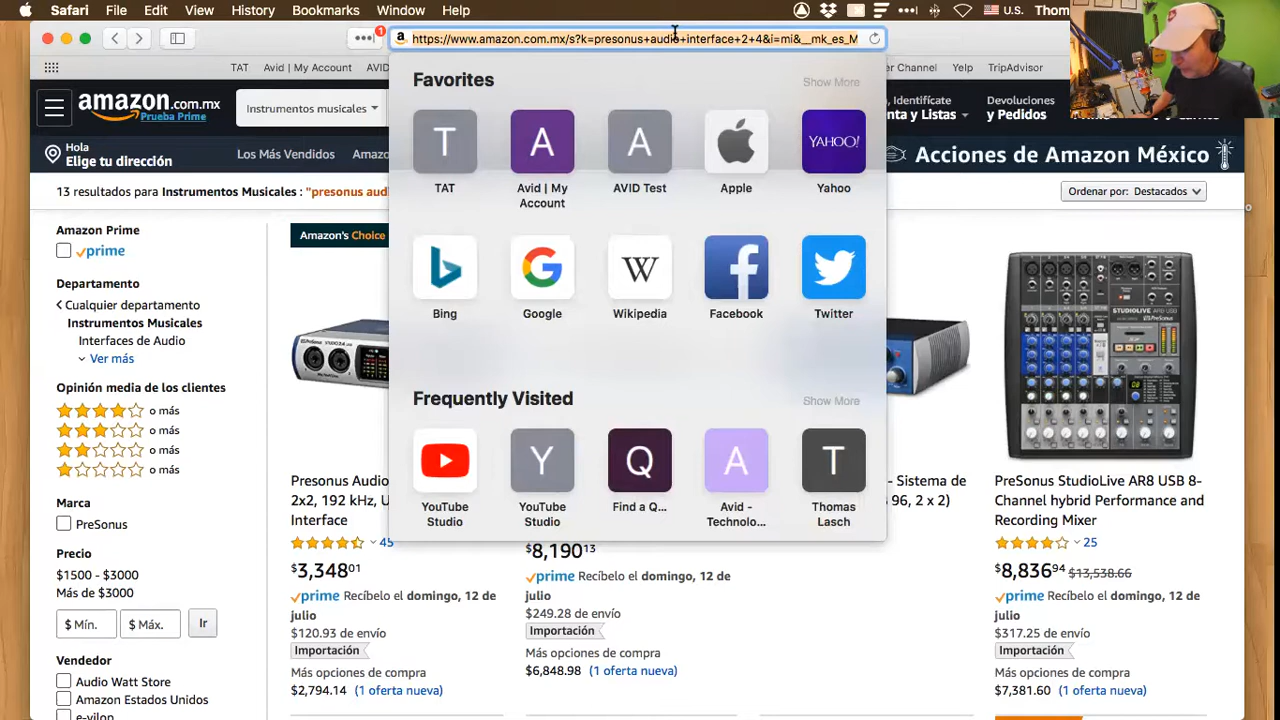 Safari File Edit View History Bookmarks Window Help U.S. Thom
1
a https://www.amazon.com.mx/s?k=presonus+audio+interface+2+4&i=mi&__mk_es_M
TAT Avid | My Account Channel Yelp TripAdvisor
amazon.com.mx
Prueba Prime
Instrumentos musicales
, Identifícate
enta y Listas
Devoluciones
y Pedidos
Hola
Elige tu dirección
Los Más Vendidos
Acciones de Amazon México
13 resultados para Instrumentos Musicales : "presonus aud
Ordenar por: Destacados
Favorites
Show More
T
A
A
YAHOO!
TAT
Avid | My
Account
AVID Test
Apple
Yahoo
G
W
f
Bing
Google
Wikipedia
Facebook
Twitter
Frequently Visited
Show More
Y
Q
A
T
YouTube
Studio
YouTube
Studio
Find a Q...
Avid -
Technolo...
Thomas
Lasch
Amazon Prime
prime
Departamento
Cualquier departamento
Instrumentos Musicales
Interfaces de Audio
Ver más
Opinión media de los clientes
o más
o más
o más
o más
Marca
PreSonus
Precio
$1500 - $3000
Más de $3000
$ Mín.
$ Máx.
Ir
Vendedor
Audio Watt Store
Amazon Estados Unidos
e-vilop
Amazon's Choice
Presonus Audio
2x2, 192 kHz, U
Interface
45
$3,348 01
prime Recíbelo el domingo, 12 de
julio
$120.93 de envío
Importación
Más opciones de compra
$2,794.14 (1 oferta nueva)
$8,190 13
prime Recíbelo el domingo, 12 de
julio
$249.28 de envío
Importación
Más opciones de compra
$6,848.98 (1 oferta nueva)
- Sistema de
96, 2 x 2)
STUDIOLIVE AR8 USB
PreSonus
PreSonus StudioLive AR8 USB 8-
Channel hybrid Performance and
Recording Mixer
25
$8,836 94 $13,538.66
prime Recíbelo el domingo, 12 de
julio
$317.25 de envío
Importación
Más opciones de compra
$7,381.60 (1 oferta nueva)